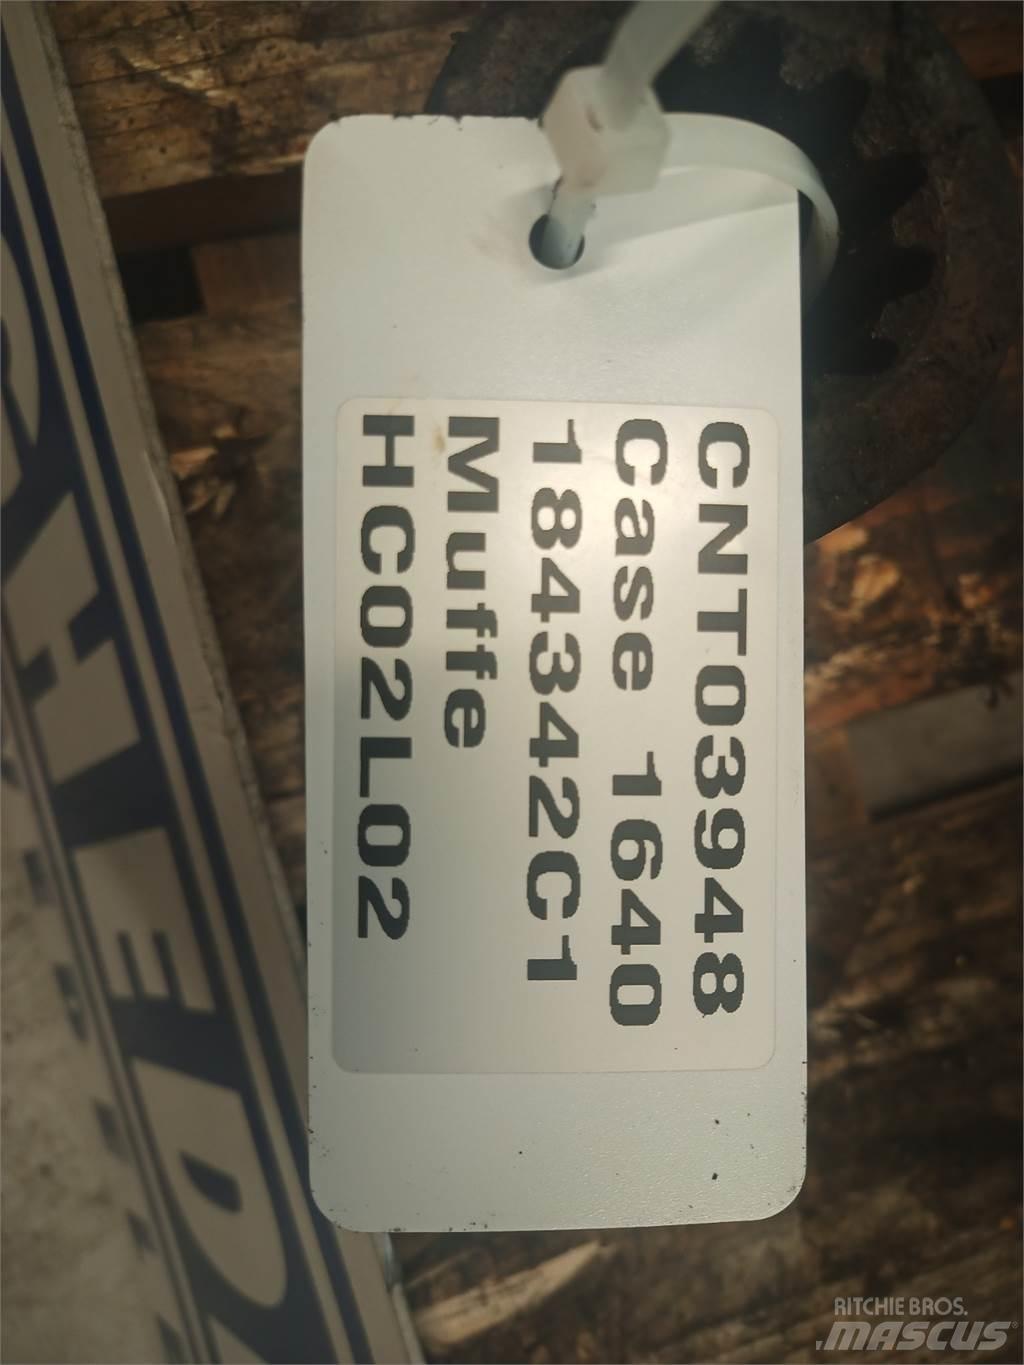 CNT03948
Case 1640
184342C1
Muffe
HC02L02
RITCHIE BROS.
MASCUS